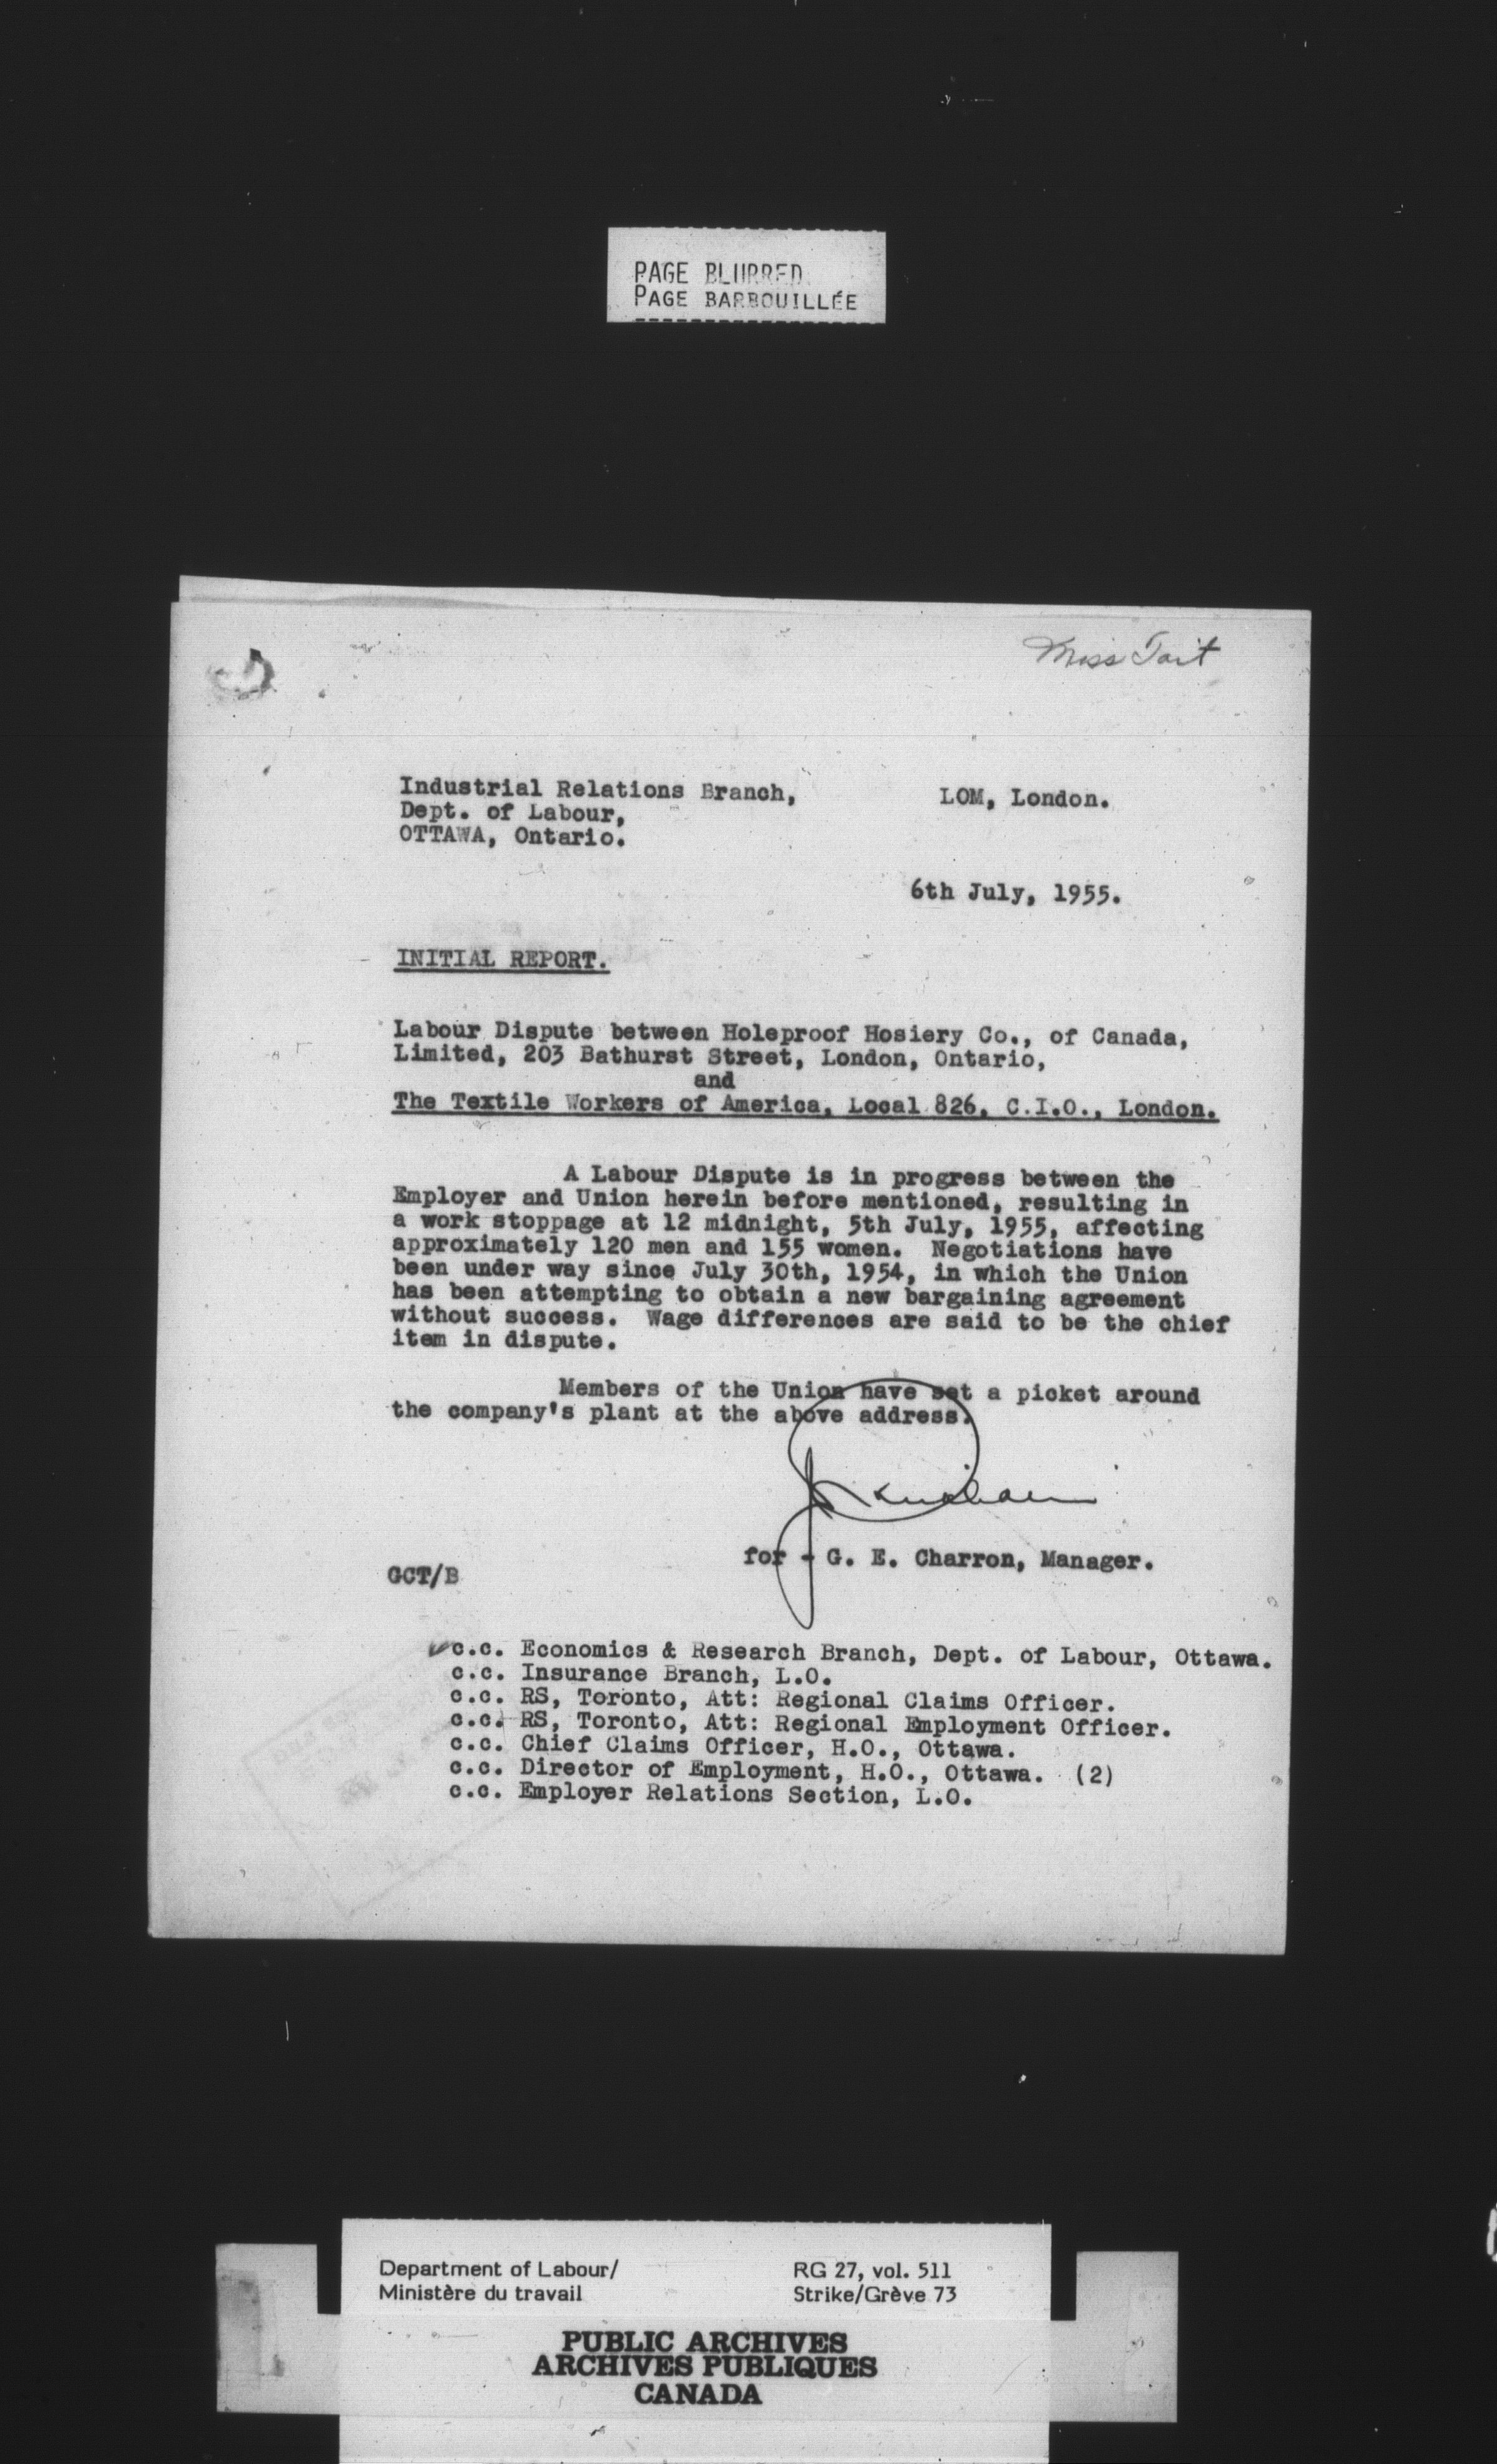 PAGE BLURRED
PAGE BARBOUILLÉE
Miss Tait
Industrial Relations Branch,
Dept. of Labour,
OTTAWA, Ontario.
LOM, London.
6th July, 1955.
INITIAL REPORT.
Labour Dispute between Holeproof Hosiery Co., of Canada,
Limited, 203 Bathurst Street, London, Ontario,
and
The Textile Workers of America, Local 826, C.I.O., London.
A Labour Dispute is in progress between the
Employer and Union herein before mentioned, resulting in
a work stoppage at 12 midnight, 5th July, 1955, affecting
approximately 120 men and 155 women. Negotiations have
been under way since July 30th, 1954, in which the Union
has been attempting to obtain a new bargaining agreement
without success. Wage differences are said to be the chief
item in dispute.
Members of the Union have set a picket around
the company's plant at the above address.
for - G. E. Charron, Manager.
GCT/B
c.c. Economics & Research Branch, Dept. of Labour, Ottawa.
c.c. Insurance Branch, L.O.
c.c. RS, Toronto, Att: Regional Claims Officer.
c.c. RS, Toronto, Att: Regional Employment Officer.
c.c. Chief Claims Officer, H.O., Ottawa.
c.c. Director of Employment, H.O., Ottawa. (2)
c.c. Employer Relations Section, L.O.
Department of Labour/
Ministère du travail
RG 27, vol. 511
Strike/Grève 73
PUBLIC ARCHIVES
ARCHIVES PUBLIQUES
CANADA